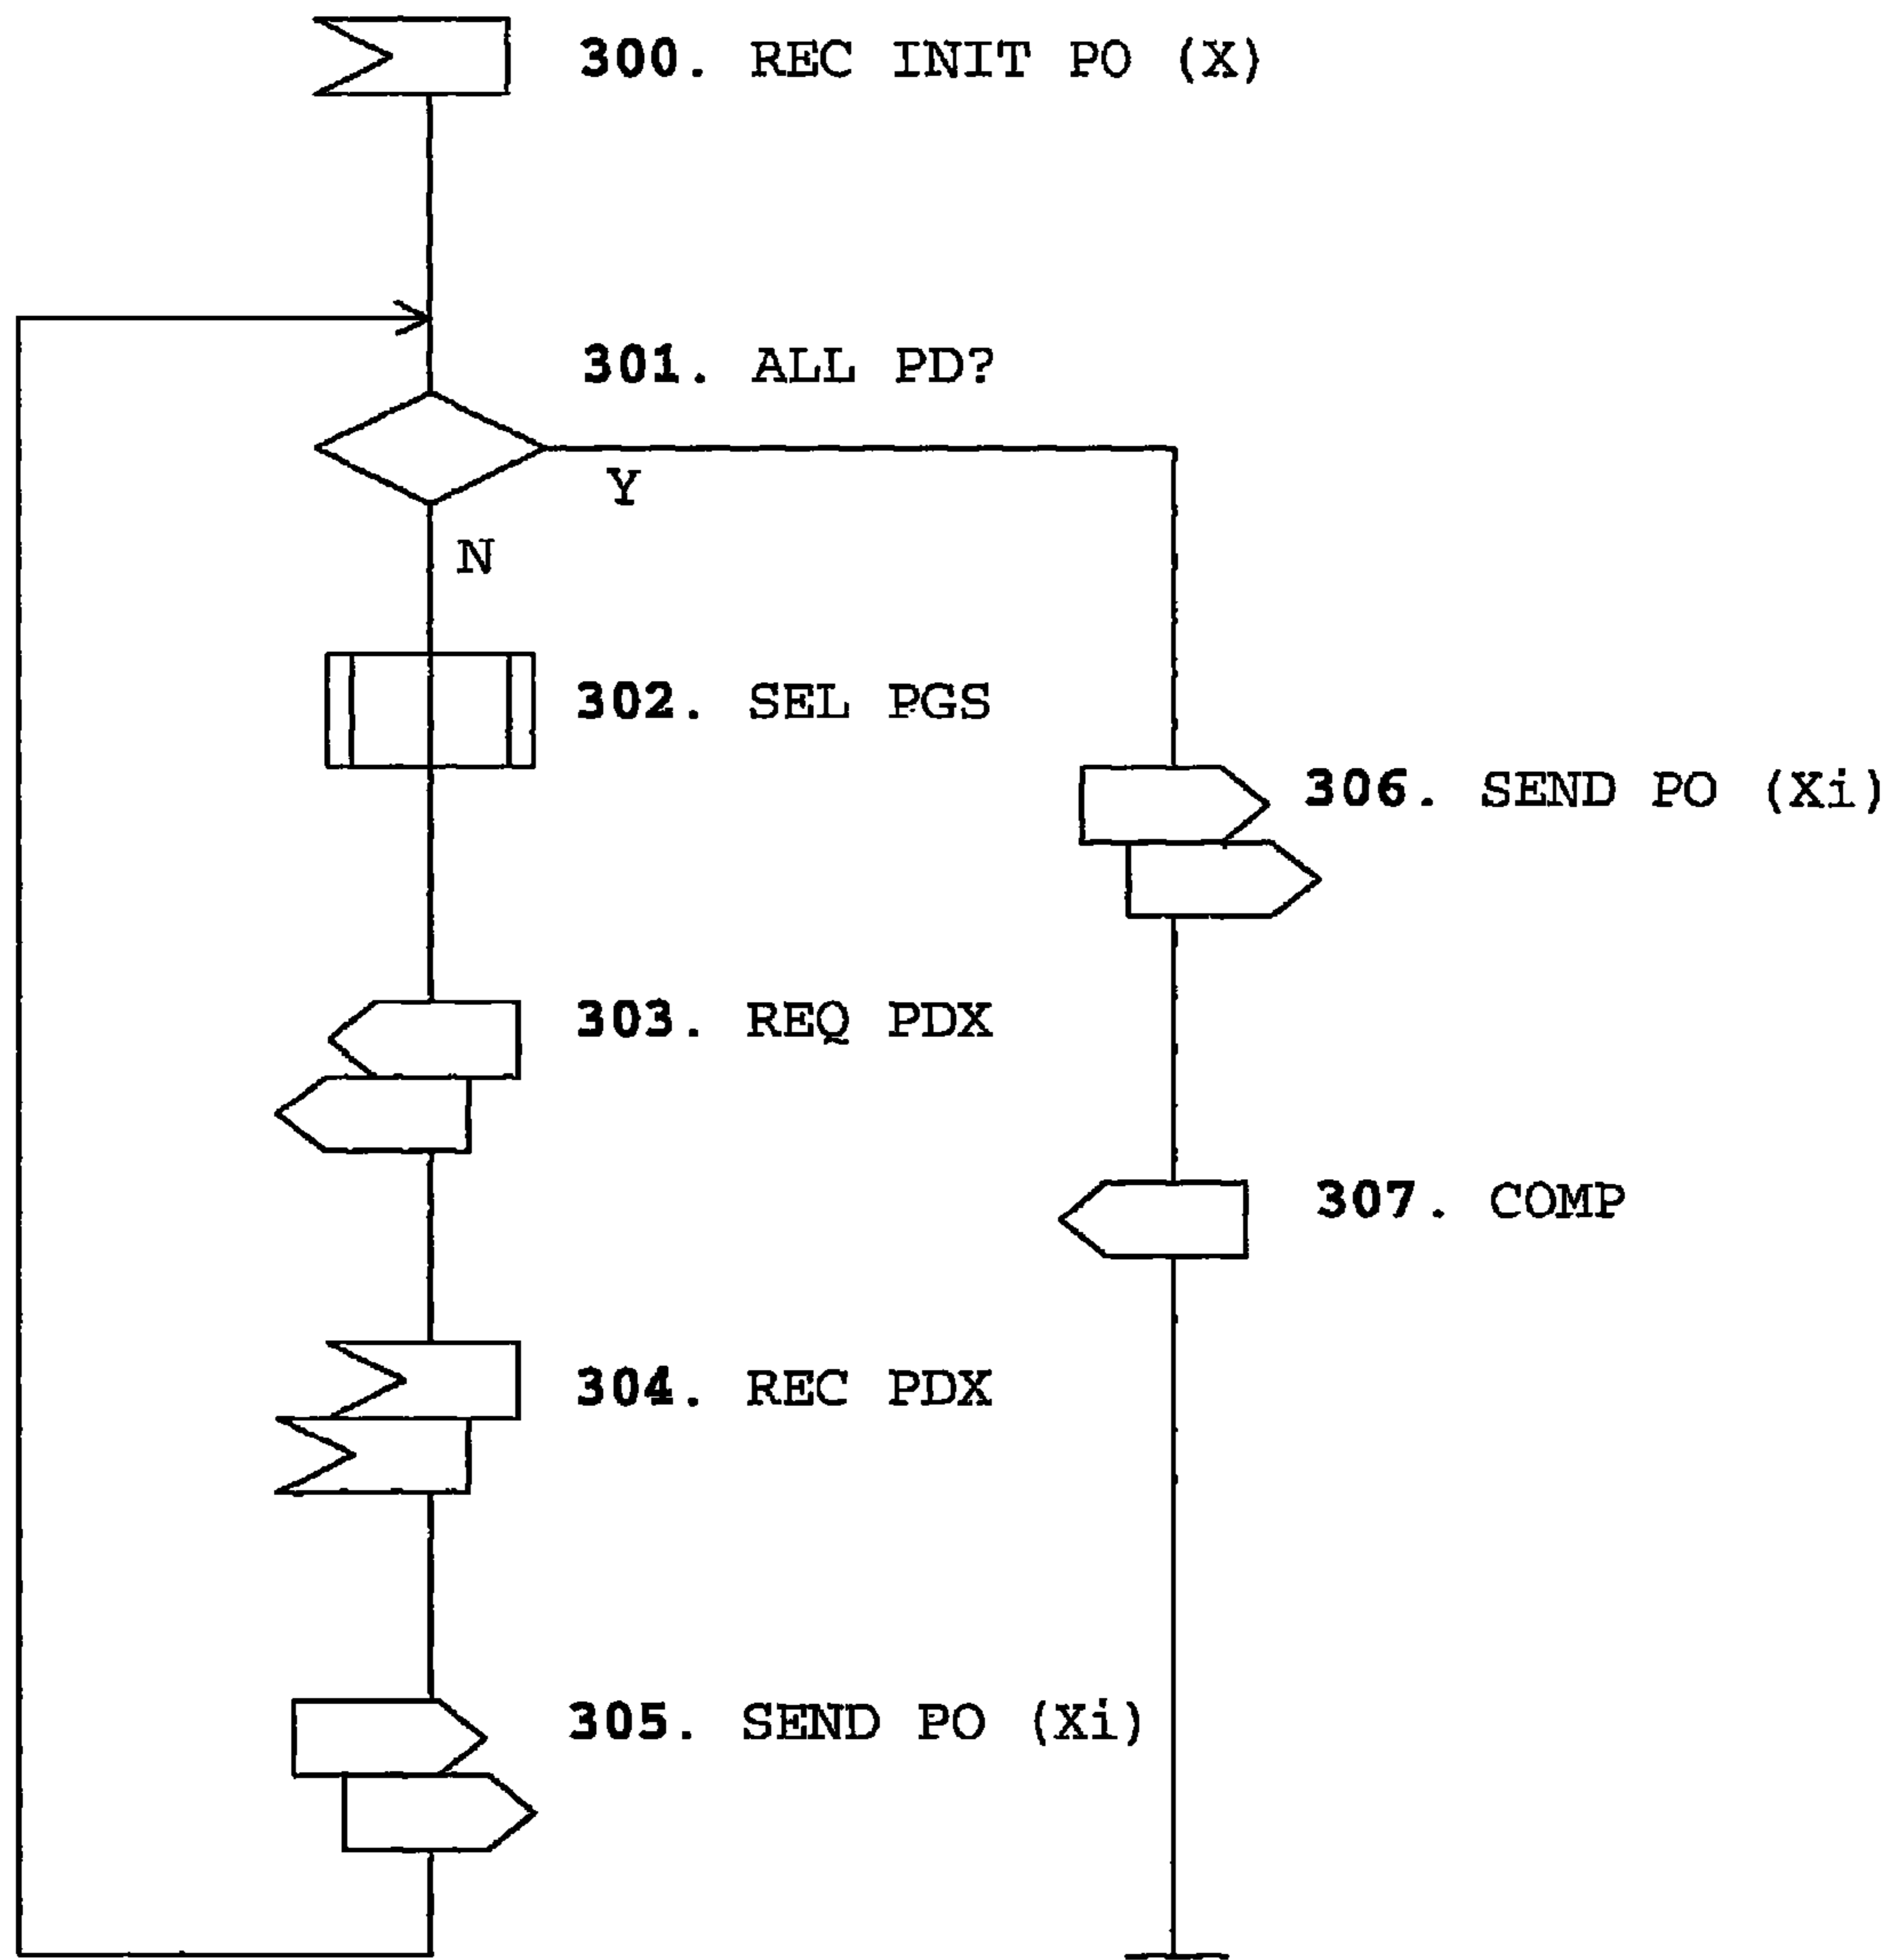 300. REC INIT PO (X)
301. ALL PD?
Y
N
302. SEL PGS
306. SEND PO (Xi)
303. REQ PDX
307. COMP
304. REC PDX
305. SEND PO (Xi)